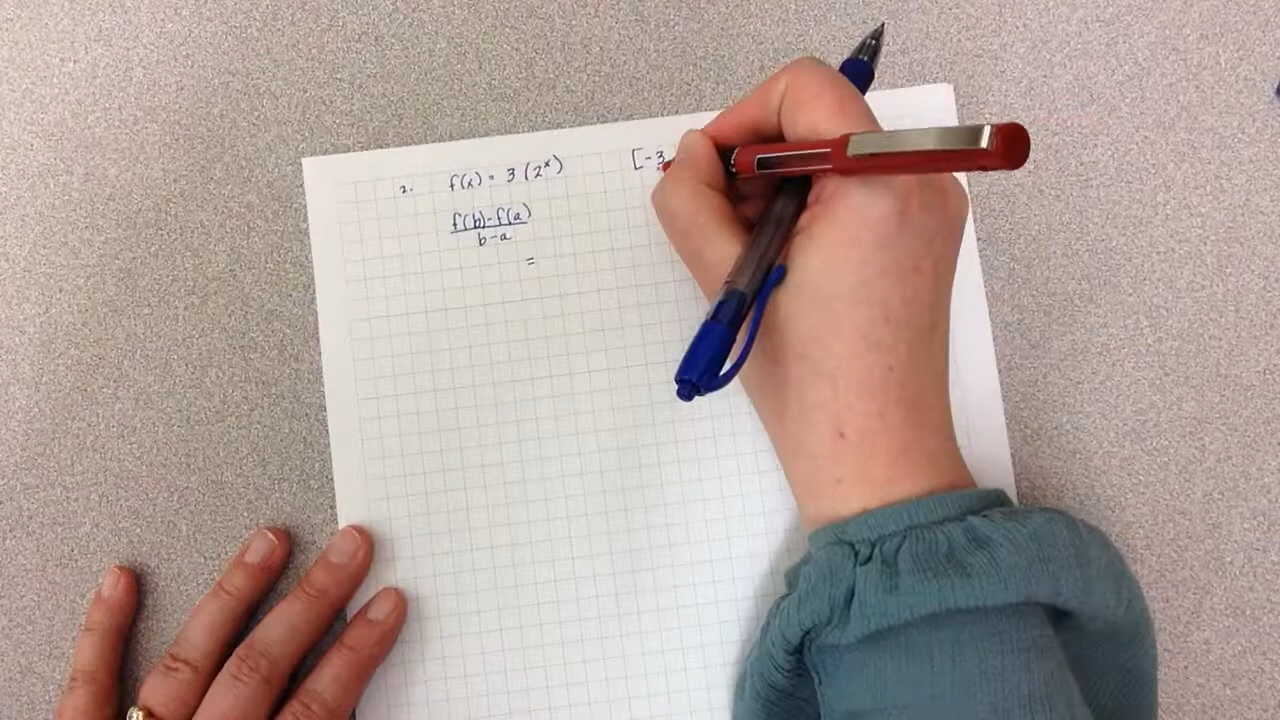 2. f(x) = 3 (2^x) [-3
f(b)-f(a)
b-a
=